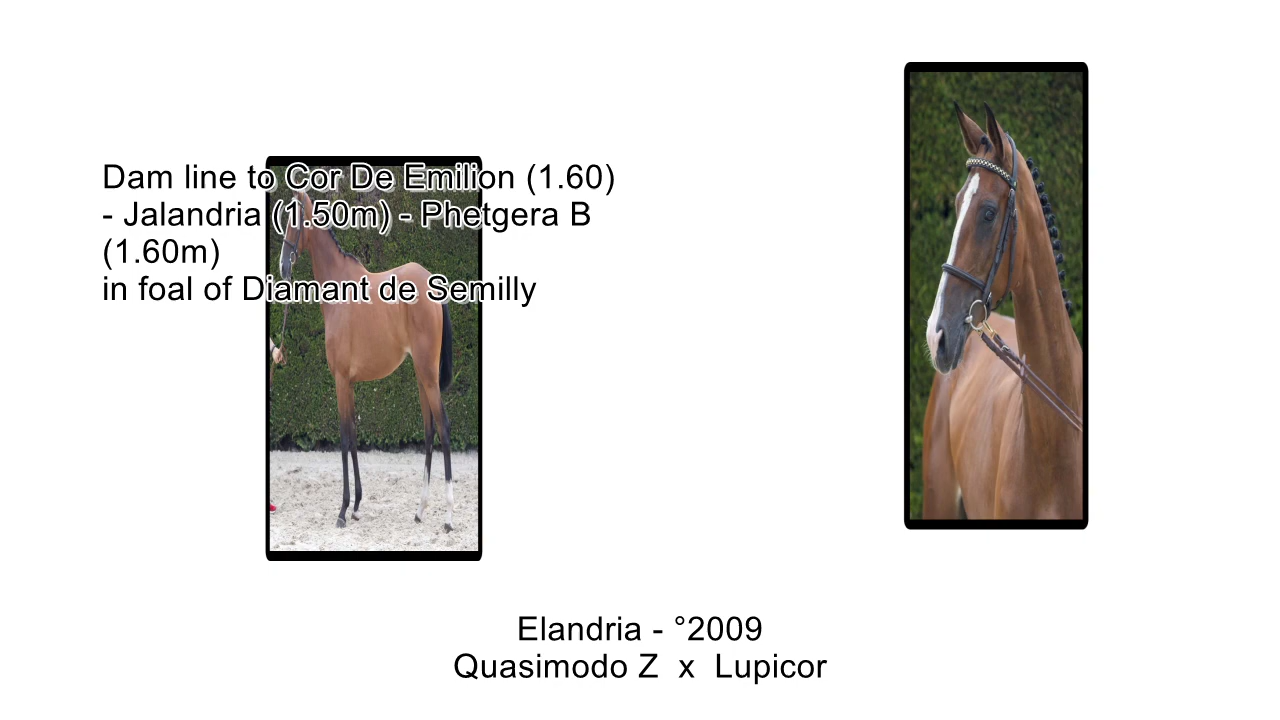 Dam line to Cor De Emilion (1.60)
- Jalandria (1.50m) - Phetgera B
(1.60m)
in foal of Diamant de Semilly
Elandria - °2009
Quasimodo Z x Lupicor